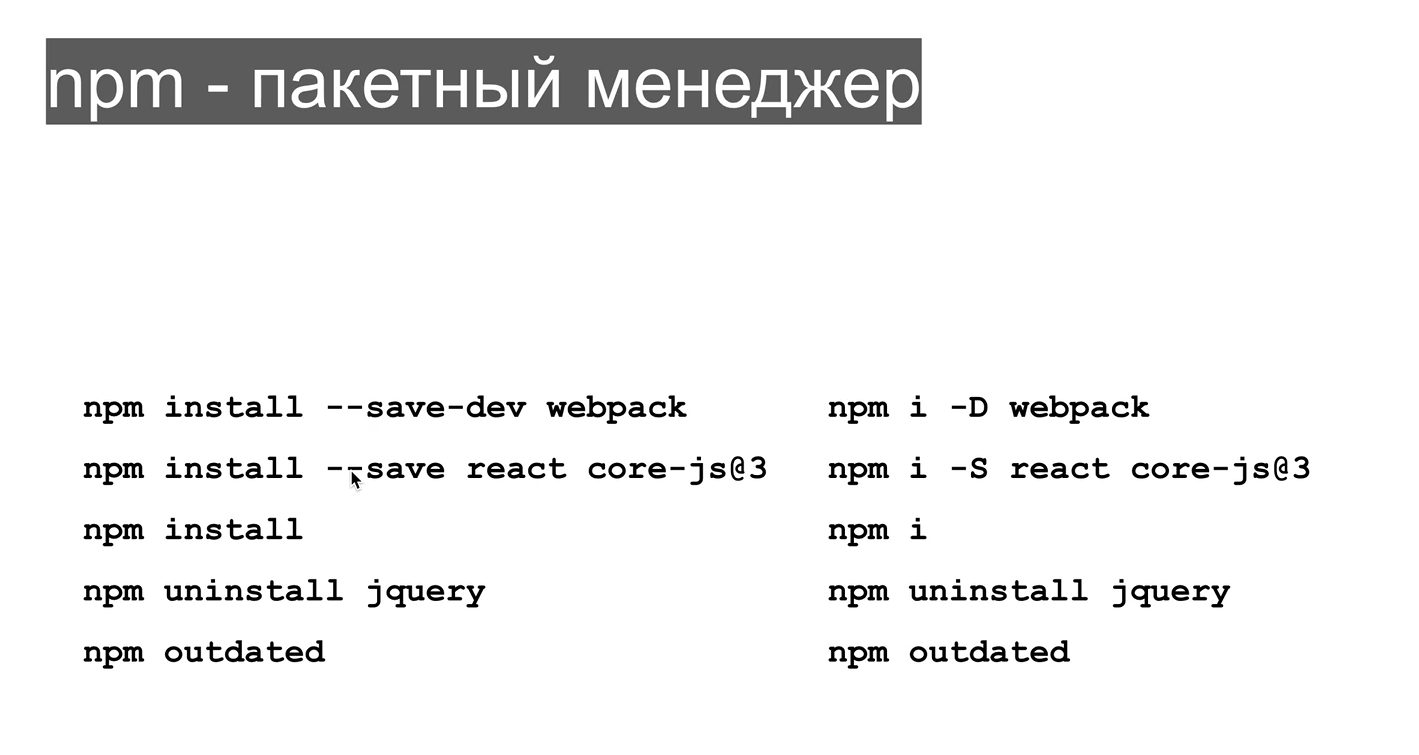 npm - пакетный менеджер
npm install --save-dev webpack
npm install --save react core-js@3
npm install
npm uninstall jquery
npm outdated
npm i -D webpack
npm i -S react core-js@3
npm i
npm uninstall jquery
npm outdated